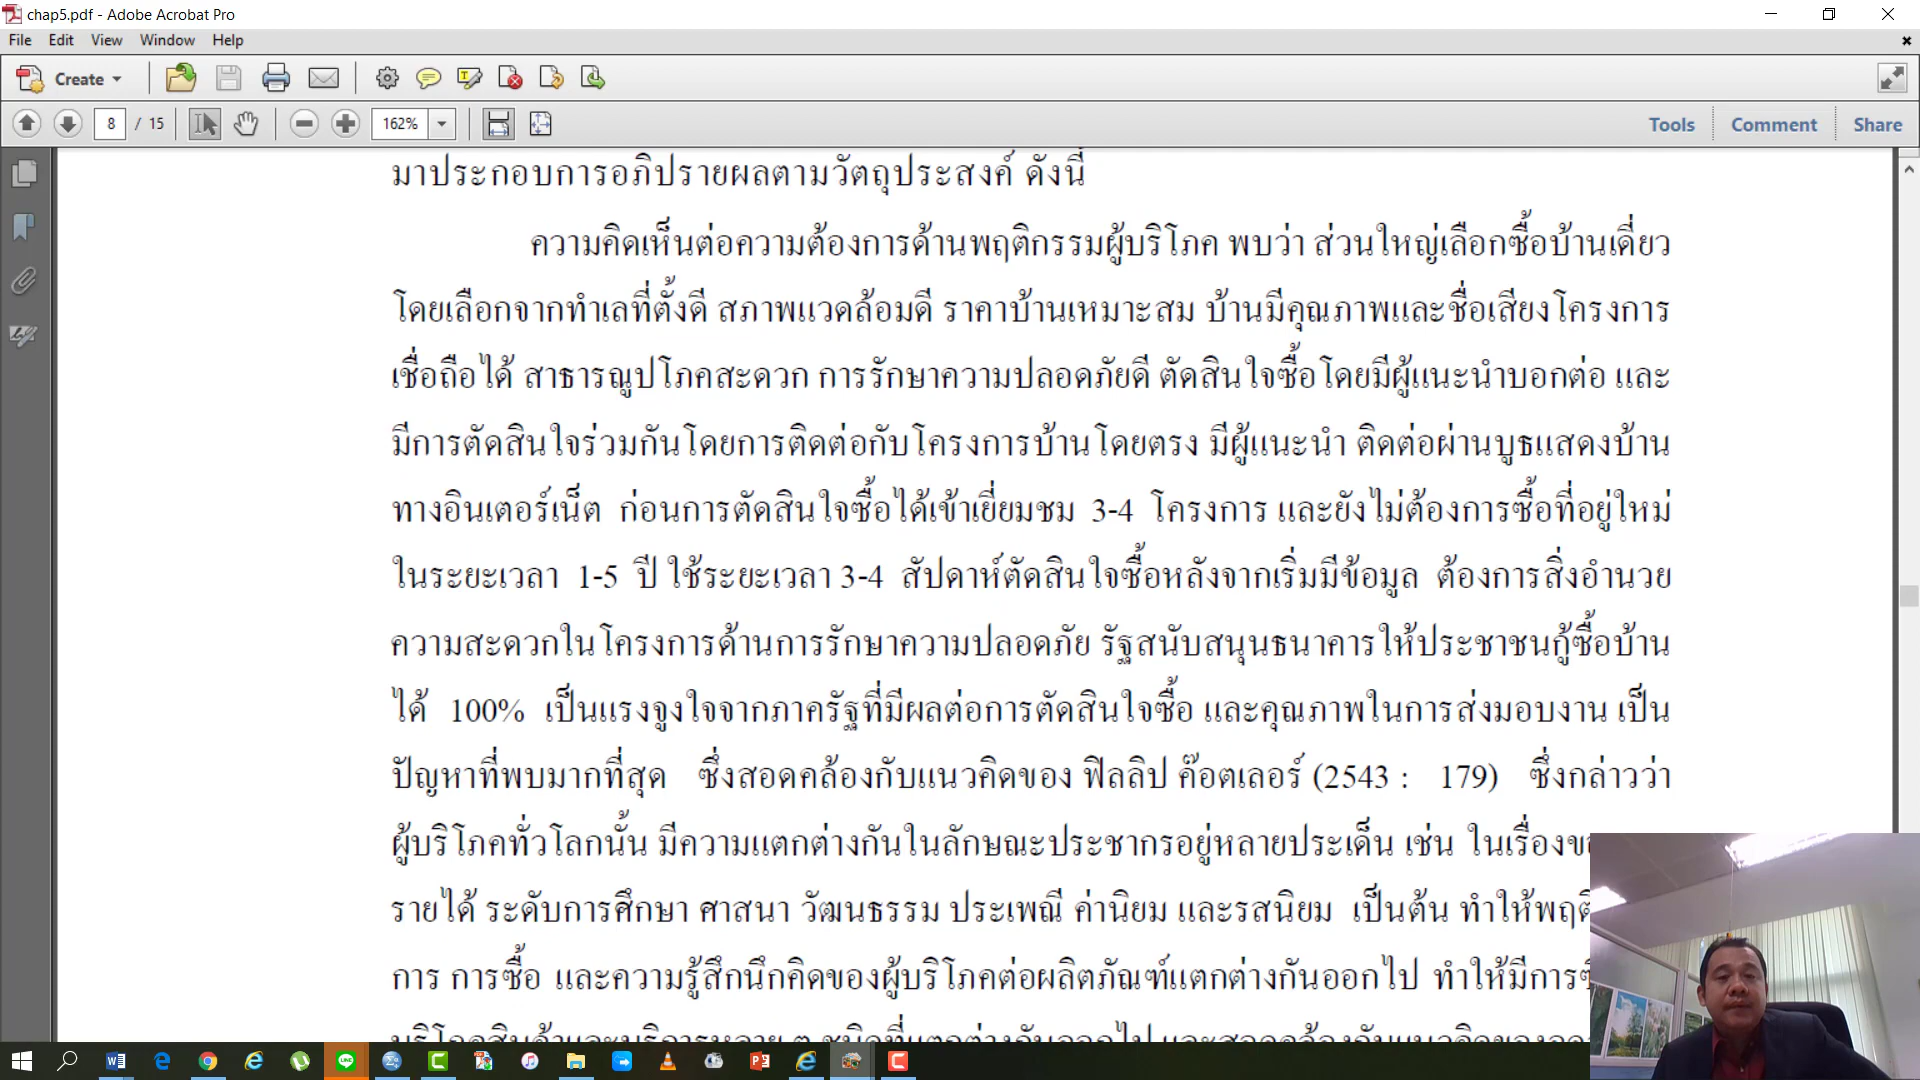 chap5.pdf - Adobe Acrobat Pro
File Edit View Window Help
Create
8 / 15 162% Tools Comment Share
มาประกอบการอภิปรายผลตามวัตถุประสงค์ ดังนี้
ความคิดเห็นต่อความต้องการด้านพฤติกรรมผู้บริโภค พบว่า ส่วนใหญ่เลือกซื้อบ้านเดี่ยว
โดยเลือกจากทำเลที่ตั้งดี สภาพแวดล้อมดี ราคาบ้านเหมาะสม บ้านมีคุณภาพและชื่อเสียงโครงการ
เชื่อถือได้ สาธารณูปโภคสะดวก การรักษาความปลอดภัยดี ตัดสินใจซื้อโดยมีผู้แนะนำบอกต่อ และ
มีการตัดสินใจร่วมกันโดยการติดต่อกับโครงการบ้านโดยตรง มีผู้แนะนำ ติดต่อผ่านบูธแสดงบ้าน
ทางอินเตอร์เน็ต ก่อนการตัดสินใจซื้อได้เข้าเยี่ยมชม 3-4 โครงการ และยังไม่ต้องการซื้อที่อยู่ใหม่
ในระยะเวลา 1-5 ปี ใช้ระยะเวลา 3-4 สัปดาห์ตัดสินใจซื้อหลังจากเริ่มมีข้อมูล ต้องการสิ่งอำนวย
ความสะดวกในโครงการด้านการรักษาความปลอดภัย รัฐสนับสนุนธนาคารให้ประชาชนกู้ซื้อบ้าน
ได้ 100% เป็นแรงจูงใจจากภาครัฐที่มีผลต่อการตัดสินใจซื้อ และคุณภาพในการส่งมอบงาน เป็น
ปัญหาที่พบมากที่สุด ซึ่งสอดคล้องกับแนวคิดของ ฟิลลิป ค๊อตเลอร์ (2543 : 179) ซึ่งกล่าวว่า
ผู้บริโภคทั่วโลกนั้น มีความแตกต่างกันในลักษณะประชากรอยู่หลายประเด็น เช่น ในเรื่อง
รายได้ ระดับการศึกษา ศาสนา วัฒนธรรม ประเพณี ค่านิยม และรสนิยม เป็นต้น ทำให้
การ การซื้อ และความรู้สึกนึกคิดของผู้บริโภคต่อผลิตภัณฑ์แตกต่างกันออกไป ทำให้มีการ